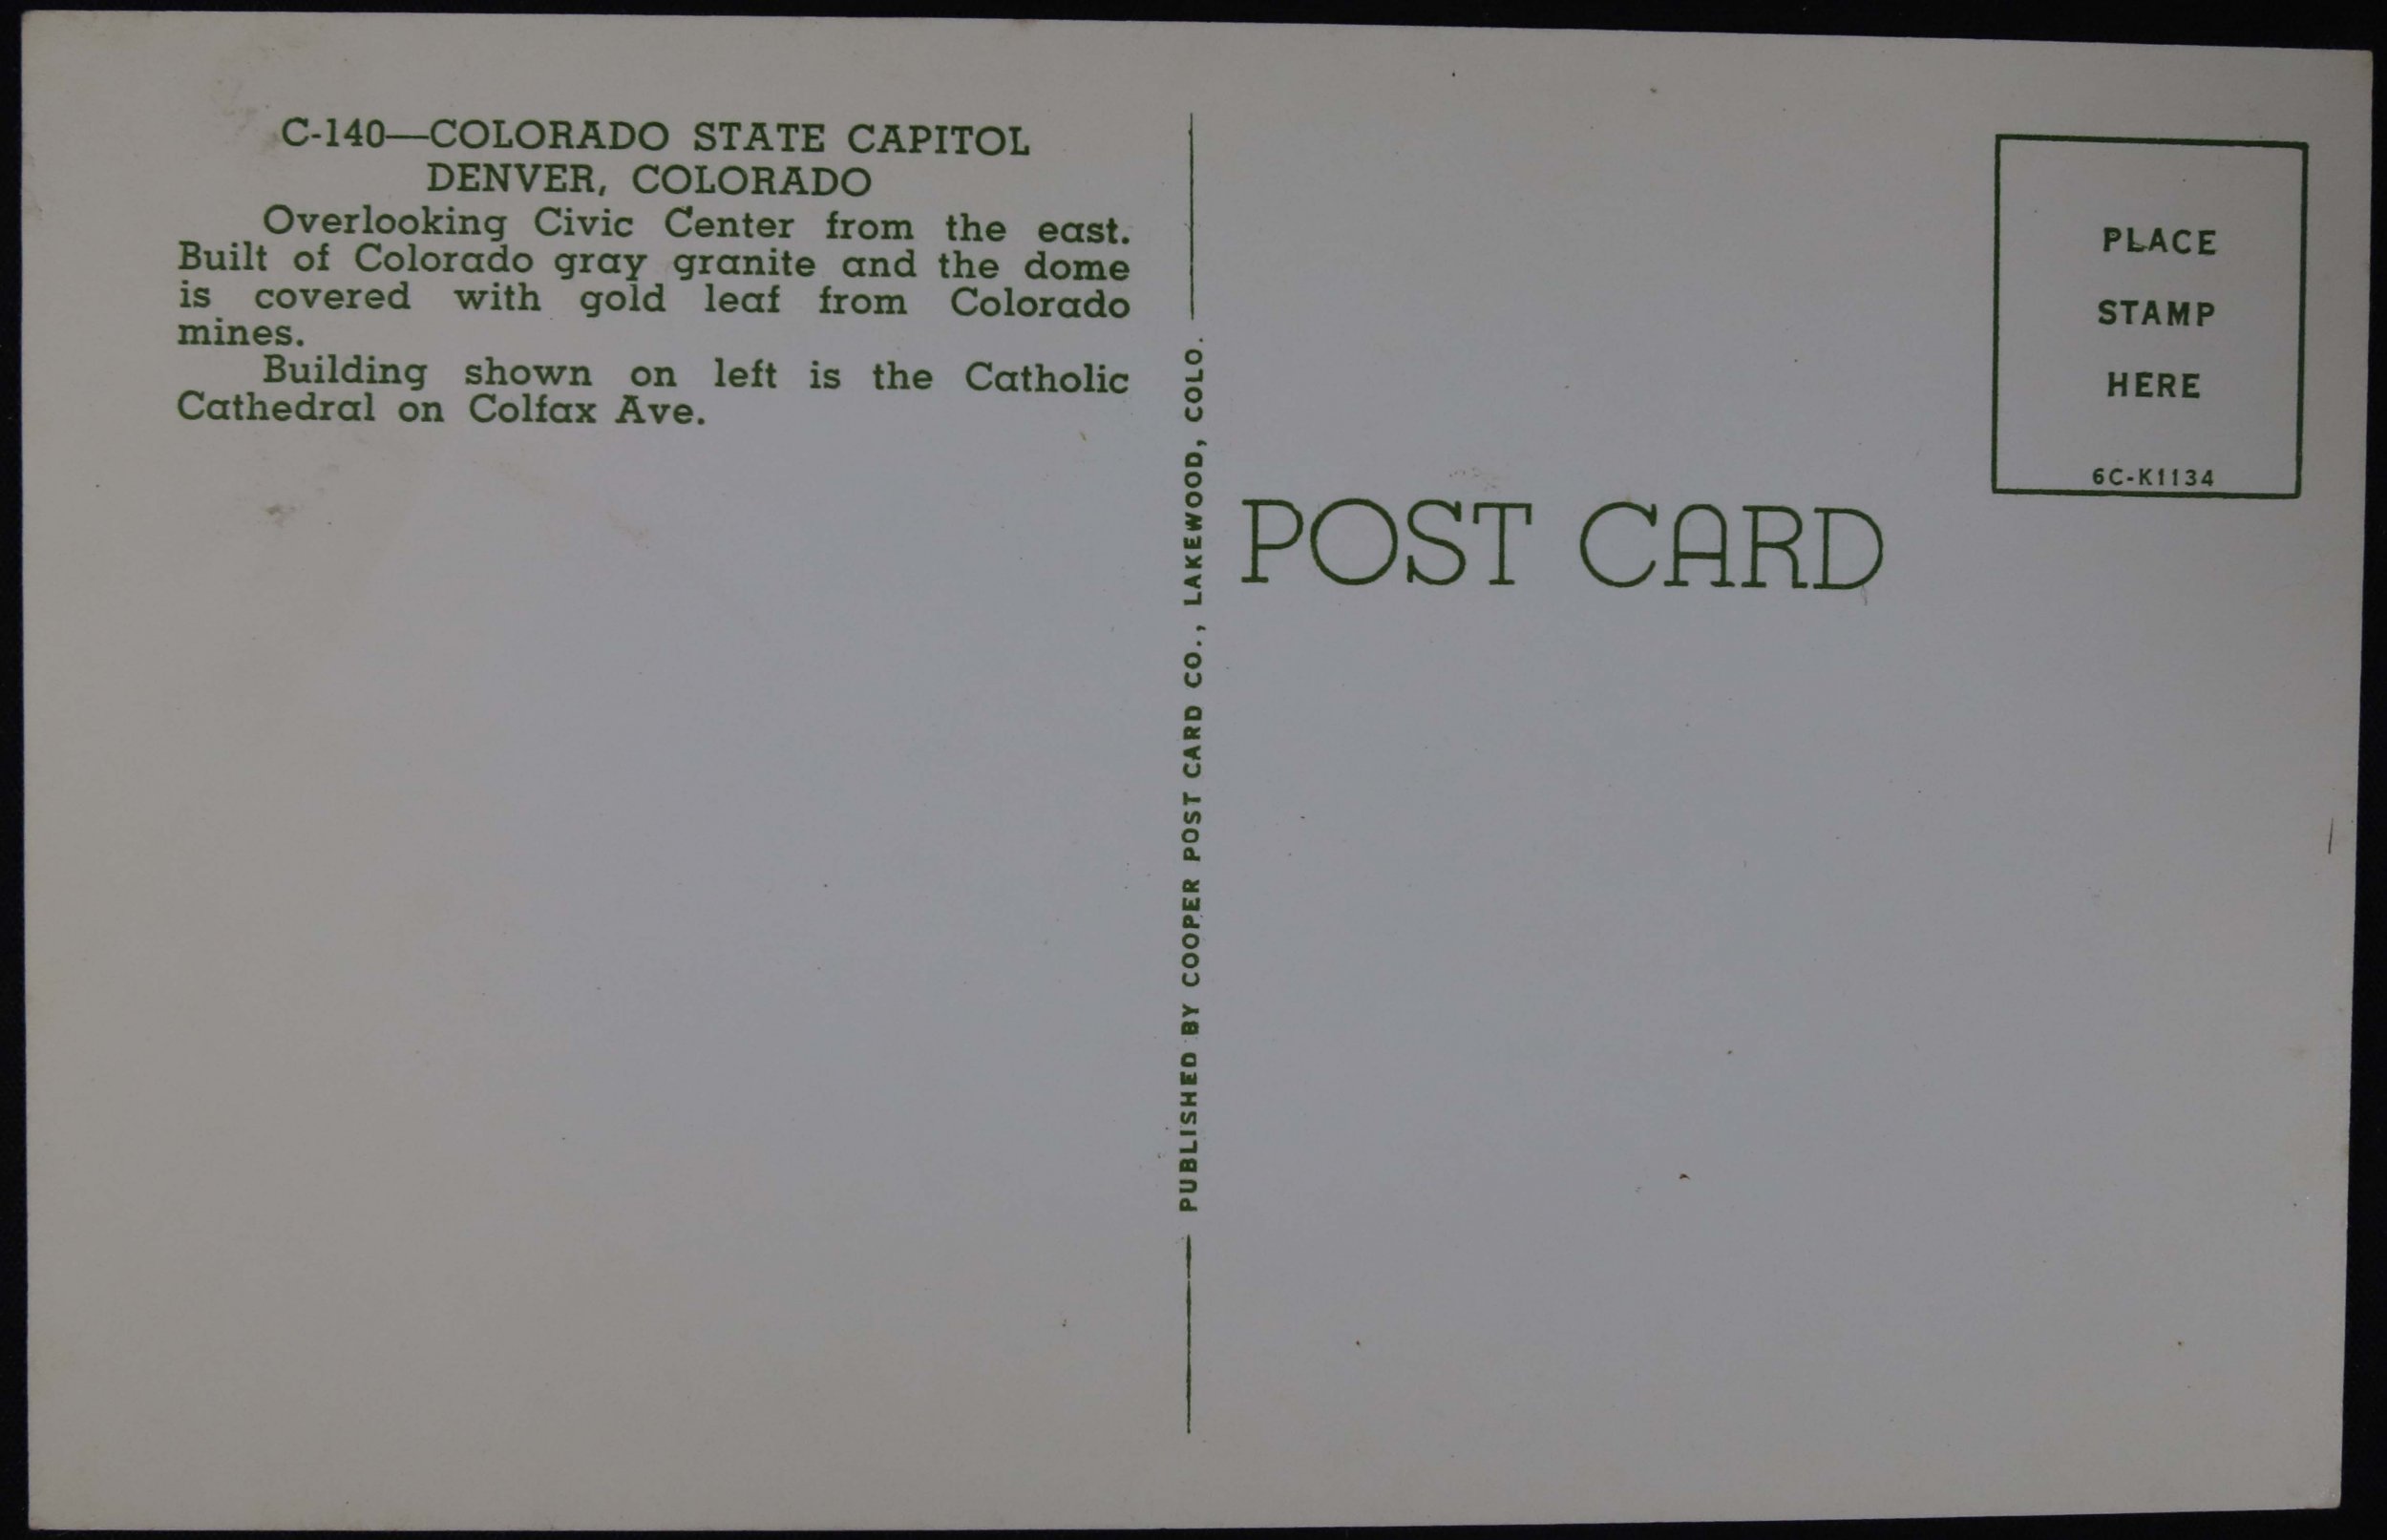 C-140—COLORADO STATE CAPITOL
DENVER, COLORADO
Overlooking Civic Center from the east.
Built of Colorado gray granite and the dome
is covered with gold leaf from Colorado
mines.
Building shown on left is the Catholic
Cathedral on Colfax Ave.
PUBLISHED BY COOPER POST CARD CO., LAKEWOOD, COLO.
POST CARD
PLACE
STAMP
HERE
6C-K1134